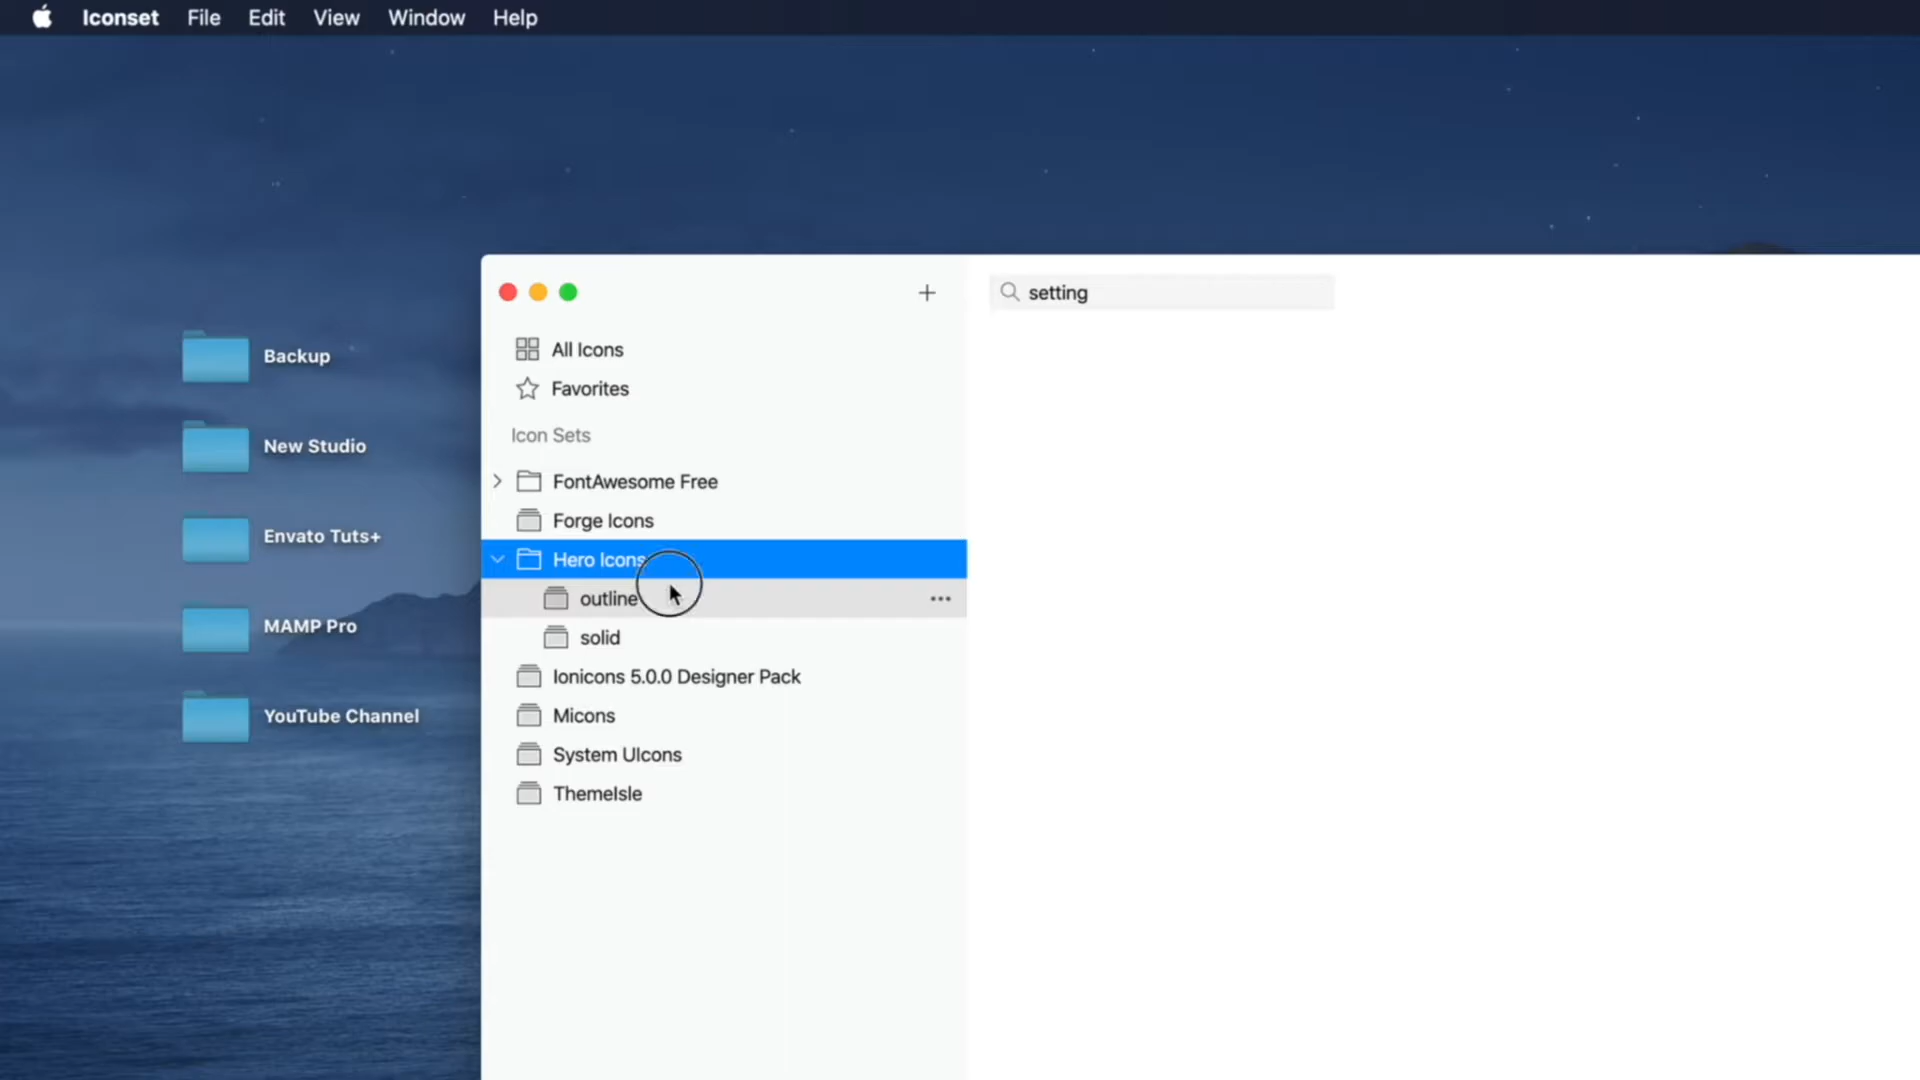 Iconset File Edit View Window Help
setting
All Icons
Favorites
Icon Sets
FontAwesome Free
Forge Icons
Hero Icons
outline
solid
Ionicons 5.0.0 Designer Pack
Micons
System UIcons
ThemeIsle
Backup
New Studio
Envato Tuts+
MAMP Pro
YouTube Channel